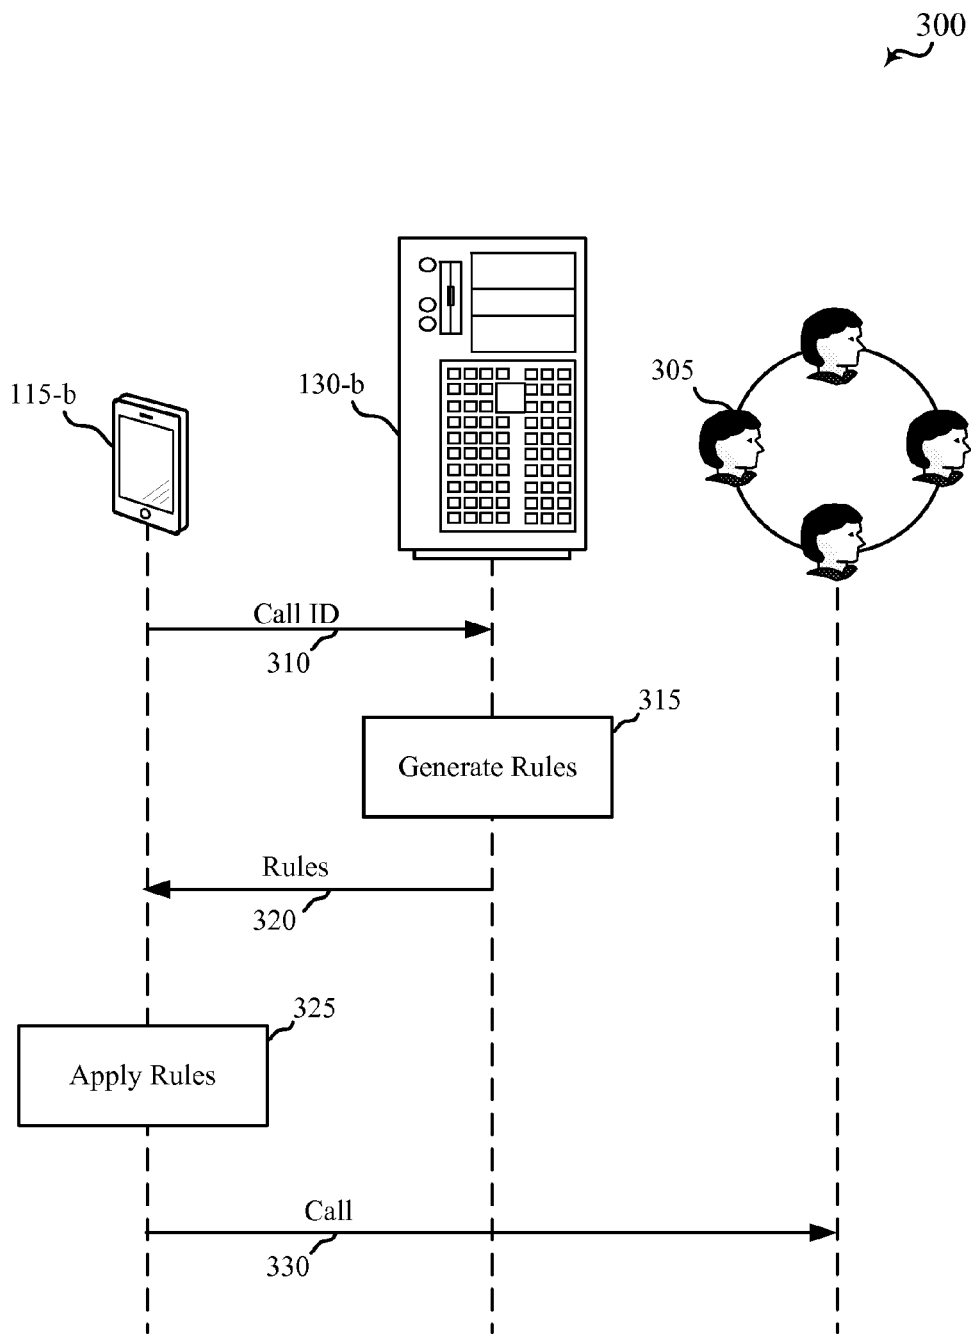 300
115-b
130-b
305
Call ID
310
315
Generate Rules
Rules
320
325
Apply Rules
Call
330